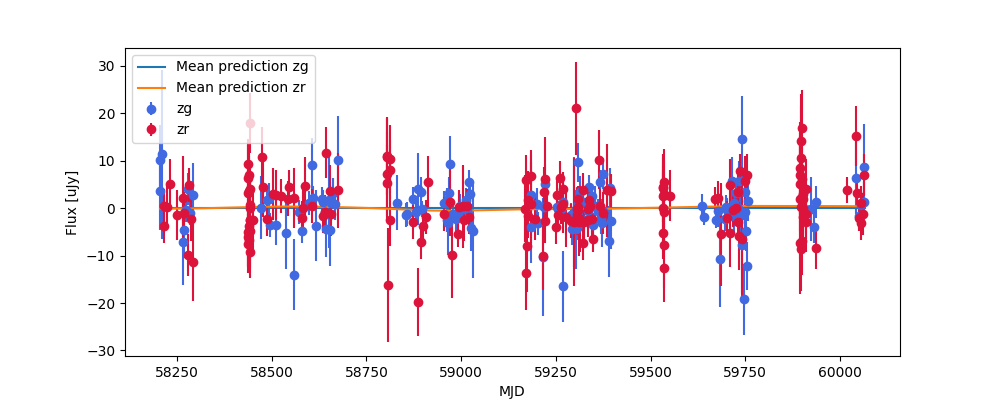 Mean prediction zg
Mean prediction zr
zg
zr
30
20
10
0
−10
−20
−30
Flux [uJy]
58250
58500
58750
59000
59250
59500
59750
60000
MJD